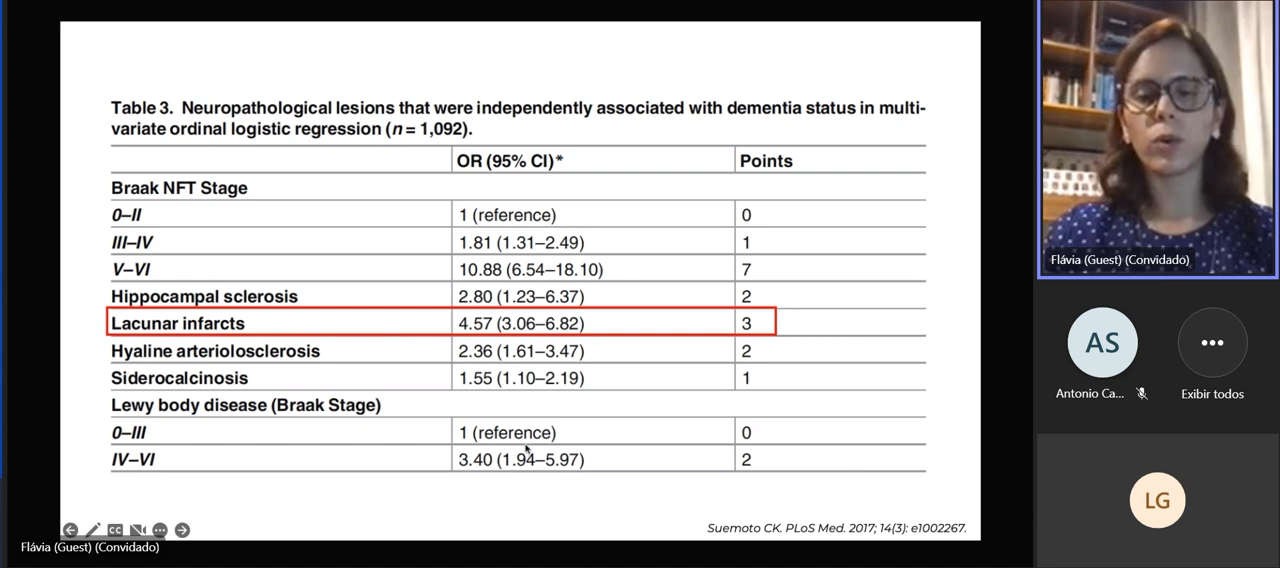 Table 3. Neuropathological lesions that were independently associated with dementia status in multi-
variate ordinal logistic regression (n = 1,092).
OR (95% CI)* Points
Braak NFT Stage
0–II 1 (reference) 0
III–IV 1.81 (1.31–2.49) 1
V–VI 10.88 (6.54–18.10) 7
Hippocampal sclerosis 2.80 (1.23–6.37) 2
Lacunar infarcts 4.57 (3.06–6.82) 3
Hyaline arteriolosclerosis 2.36 (1.61–3.47) 2
Siderocalcinosis 1.55 (1.10–2.19) 1
Lewy body disease (Braak Stage)
0–III 1 (reference) 0
IV–VI 3.40 (1.94–5.97) 2
Suemoto CK. PLoS Med. 2017; 14(3): e1002267.
CC
Flávia (Guest) (Convidado)
Flávia (Guest) (Convidado)
AS
Antonio Ca... Exibir todos
LG